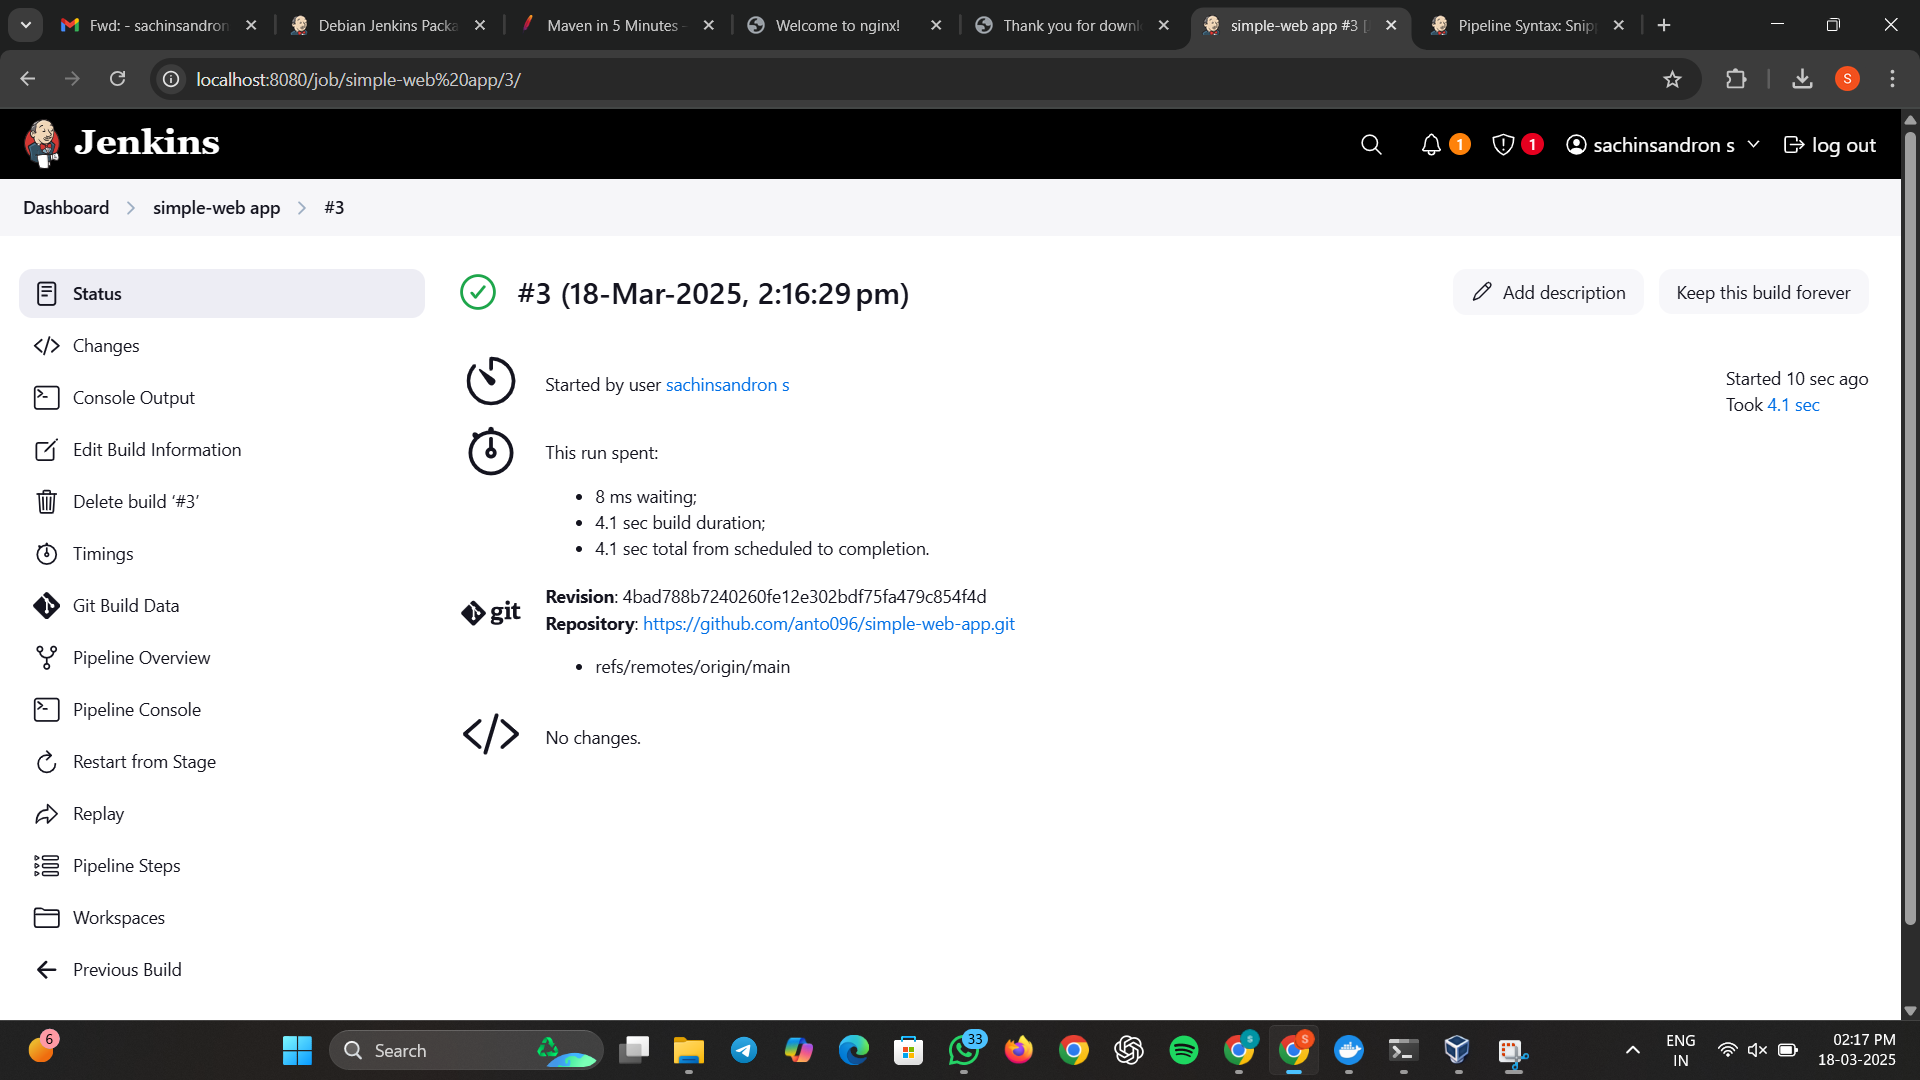 Fwd: - sachinsandron
Debian Jenkins Packa
Maven in 5 Minutes -
Welcome to nginx!
Thank you for downl
simple-web app #3 [
Pipeline Syntax: Snip
localhost:8080/job/simple-web%20app/3/
S
Jenkins
1
1
sachinsandron s
log out
Dashboard
simple-web app
#3
Status
Changes
Console Output
Edit Build Information
Delete build ‘#3’
Timings
Git Build Data
Pipeline Overview
Pipeline Console
Restart from Stage
Replay
Pipeline Steps
Workspaces
Previous Build
#3 (18-Mar-2025, 2:16:29 pm)
Add description
Keep this build forever
Started by user sachinsandron s
Started 10 sec ago
Took 4.1 sec
This run spent:
8 ms waiting;
4.1 sec build duration;
4.1 sec total from scheduled to completion.
git
Revision: 4bad788b7240260fe12e302bdf75fa479c854f4d
Repository: https://github.com/anto096/simple-web-app.git
refs/remotes/origin/main
No changes.
6
Search
33
S
S
ENG
IN
02:17 PM
18-03-2025